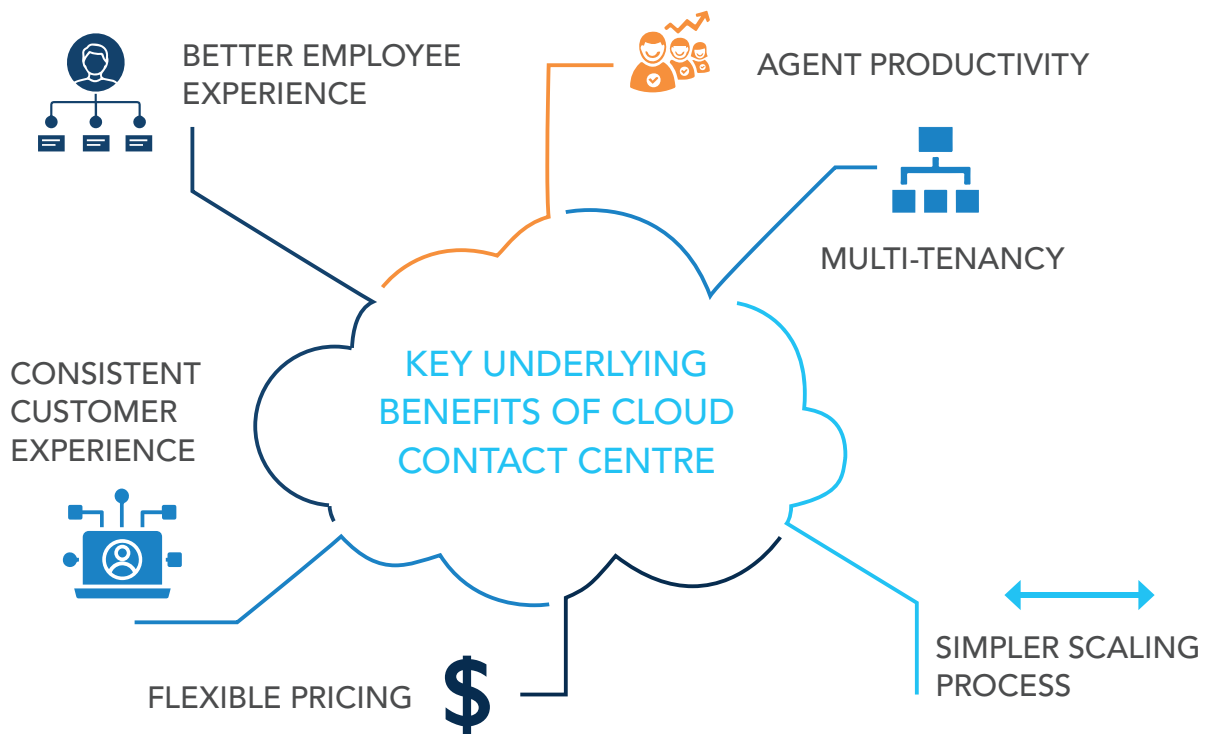 BETTER EMPLOYEE
EXPERIENCE
AGENT PRODUCTIVITY
MULTI-TENANCY
KEY UNDERLYING
BENEFITS OF CLOUD
CONTACT CENTRE
CONSISTENT
CUSTOMER
EXPERIENCE
SIMPLER SCALING
PROCESS
FLEXIBLE PRICING $